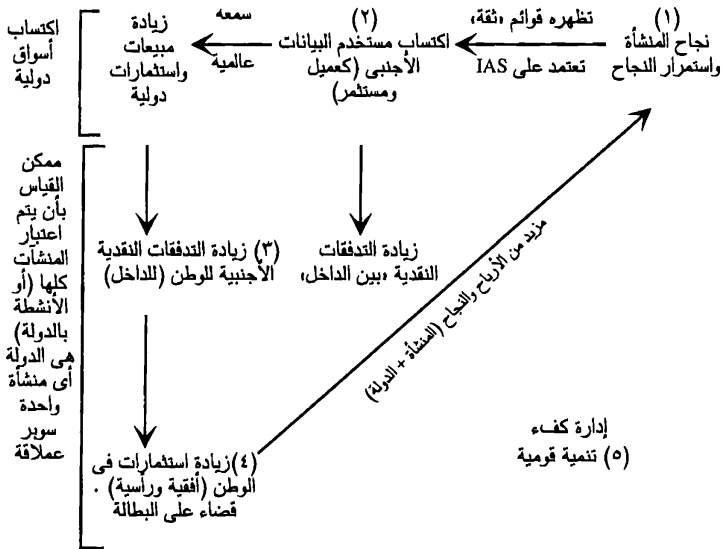 (١)
نجاح المنشأة
واستمرار النجاح
تظهره قوائم «ثقة»
تعتمد على IAS
(٢)
اكتساب مستخدم البيانات
الأجنبى (كعميل
ومستثمر)
سمعه
عالمية
زيادة
مبيعات
واستثمارات
دولية
اكتساب
أسواق
دولية
زيادة التدفقات
النقدية «بين الداخل»
(٣) زيادة التدفقات النقدية
الأجنبية للوطن (للداخل)
ممكن
القياس
بأن يتم
اعتبار
المنشآت
كلها (أو
الأنشطة
بالدولة)
هى الدولة
أى منشأة
واحدة
سوبر
عملاقة
مزيد من الأرباح والنجاح (المنشأة + الدولة)
(٤) زيادة استثمارات فى
الوطن (أفقية ورأسية) .
قضاء على البطالة
إدارة كفء
(٥) تنمية قومية